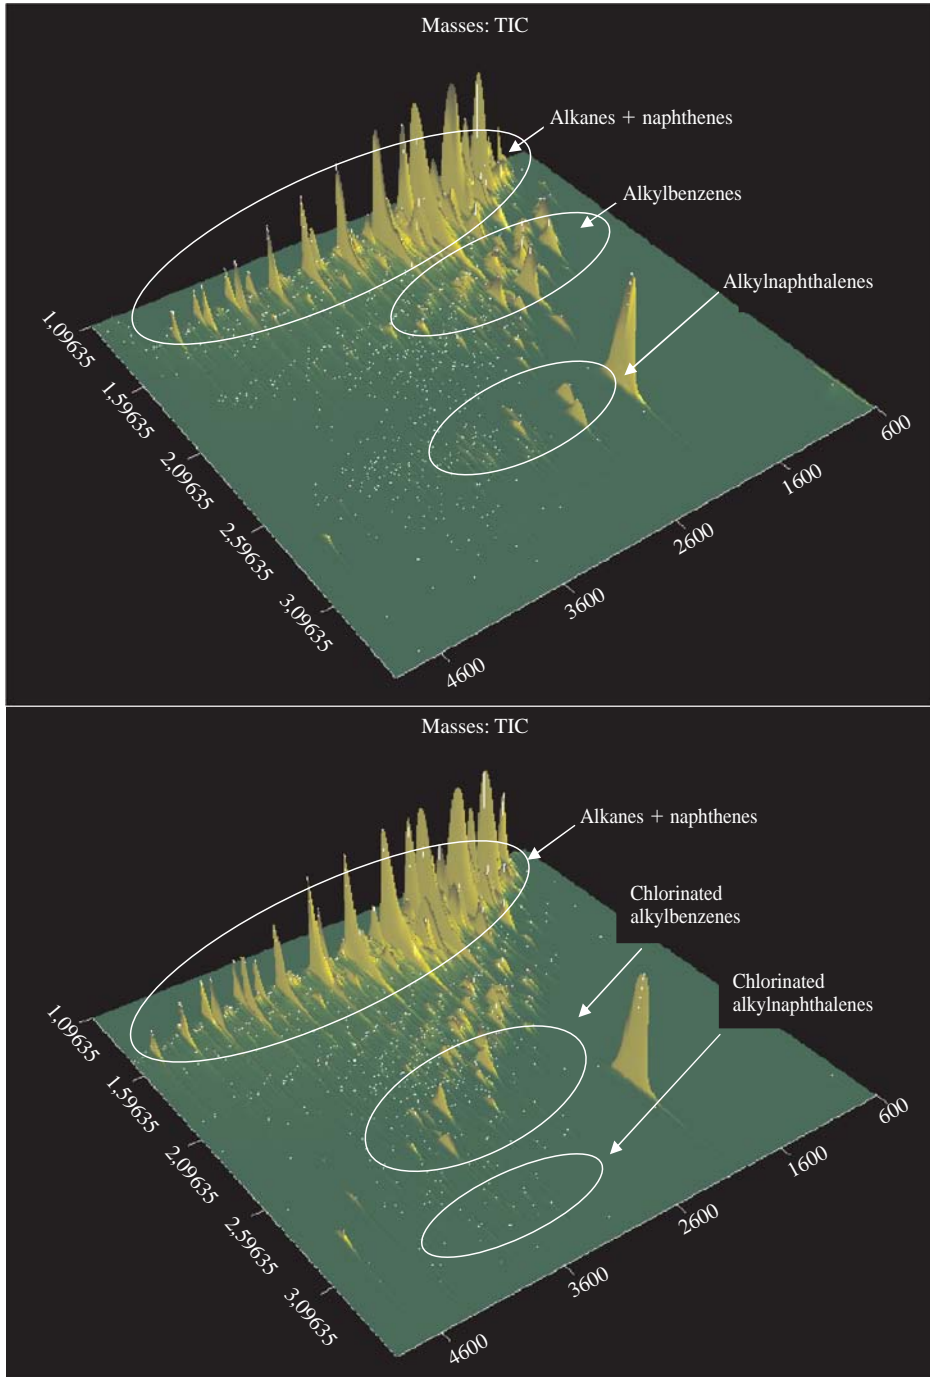 Masses: TIC
Alkanes + naphthenes
Alkylbenzenes
Alkylnaphthalenes
1,09635
1,59635
2,09635
2,59635
3,09635
600
1600
2600
3600
4600
Masses: TIC
Alkanes + naphthenes
Chlorinated
alkylbenzenes
Chlorinated
alkylnaphthalenes
1,09635
1,59635
2,09635
2,59635
3,09635
600
1600
2600
3600
4600